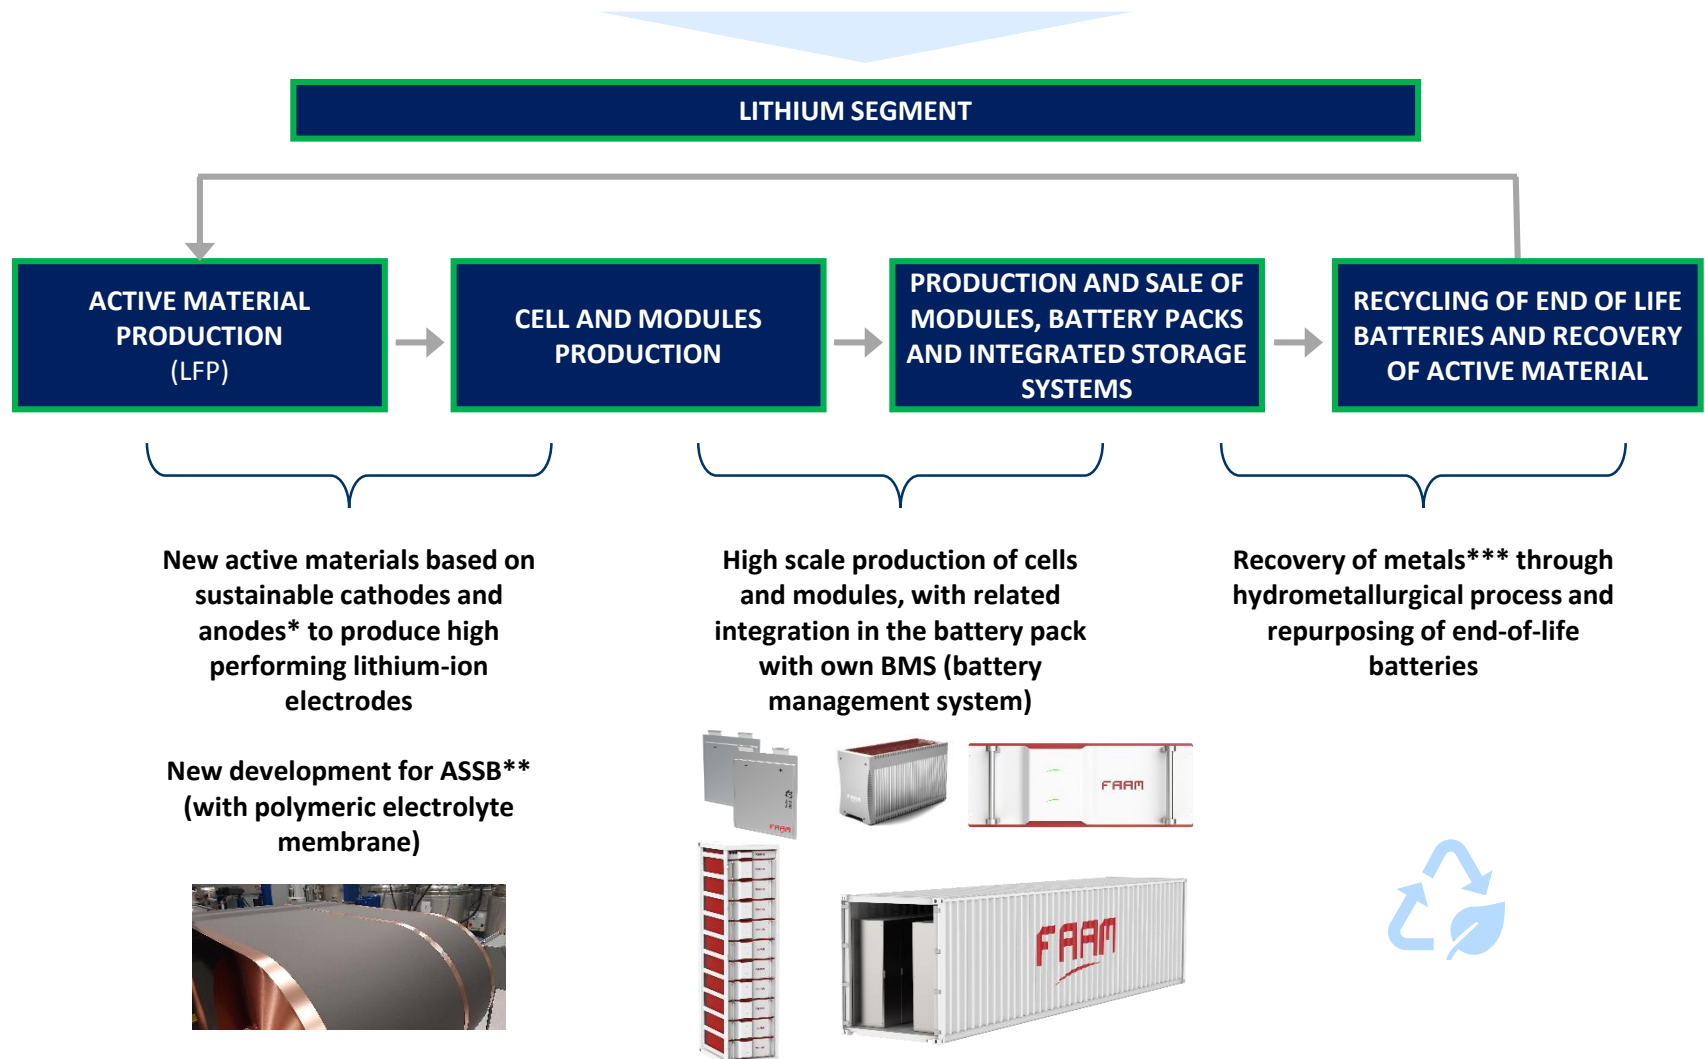 LITHIUM SEGMENT
ACTIVE MATERIAL
PRODUCTION
(LFP)
CELL AND MODULES
PRODUCTION
PRODUCTION AND SALE OF
MODULES, BATTERY PACKS
AND INTEGRATED STORAGE
SYSTEMS
RECYCLING OF END OF LIFE
BATTERIES AND RECOVERY
OF ACTIVE MATERIAL
New active materials based on
sustainable cathodes and
anodes* to produce high
performing lithium-ion
electrodes
New development for ASSB**
(with polymeric electrolyte
membrane)
High scale production of cells
and modules, with related
integration in the battery pack
with own BMS (battery
management system)
FAAM
FAAM
FAAM
FAAM
Recovery of metals*** through
hydrometallurgical process and
repurposing of end-of-life
batteries